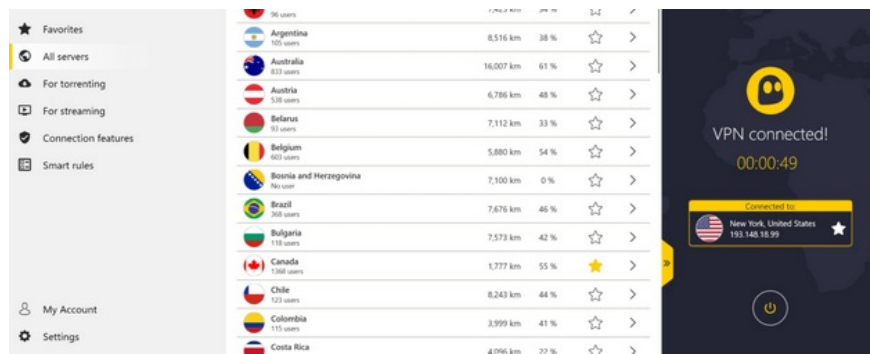 Favorites
All servers
For torrenting
For streaming
Connection features
Smart rules
My Account
Settings
96 users
Argentina
105 users
8,516 km 38 %
Australia
833 users
16,007 km 61 %
Austria
538 users
6,786 km 48 %
Belarus
93 users
7,112 km 33 %
Belgium
603 users
5,880 km 54 %
Bosnia and Herzegovina
No user
7,100 km 0 %
Brazil
368 users
7,676 km 46 %
Bulgaria
118 users
7,573 km 42 %
Canada
1368 users
1,777 km 55 %
Chile
123 users
8,243 km 44 %
Colombia
115 users
3,999 km 41 %
Costa Rica
4,096 km 22 %
VPN connected!
00:00:49
Connected to:
New York, United States
193.148.18.99